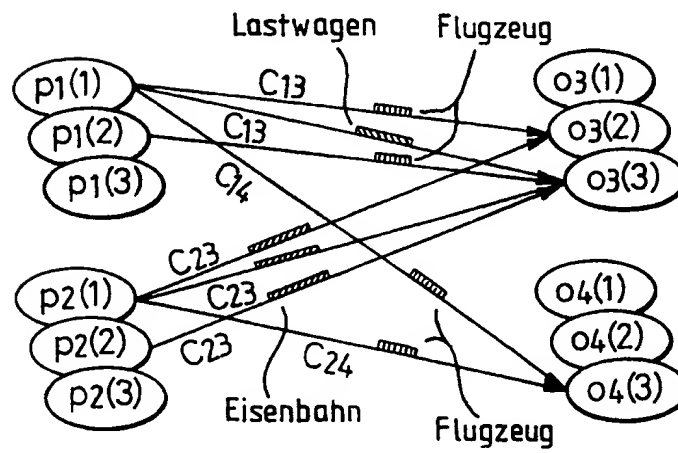 Lastwagen Flugzeug
p1(1) C13 o3(1)
p1(2) C13 o3(2)
p1(3) C14 o3(3)
p2(1) C23 o4(1)
p2(2) C23 o4(2)
p2(3) C23 C24 o4(3)
Eisenbahn Flugzeug